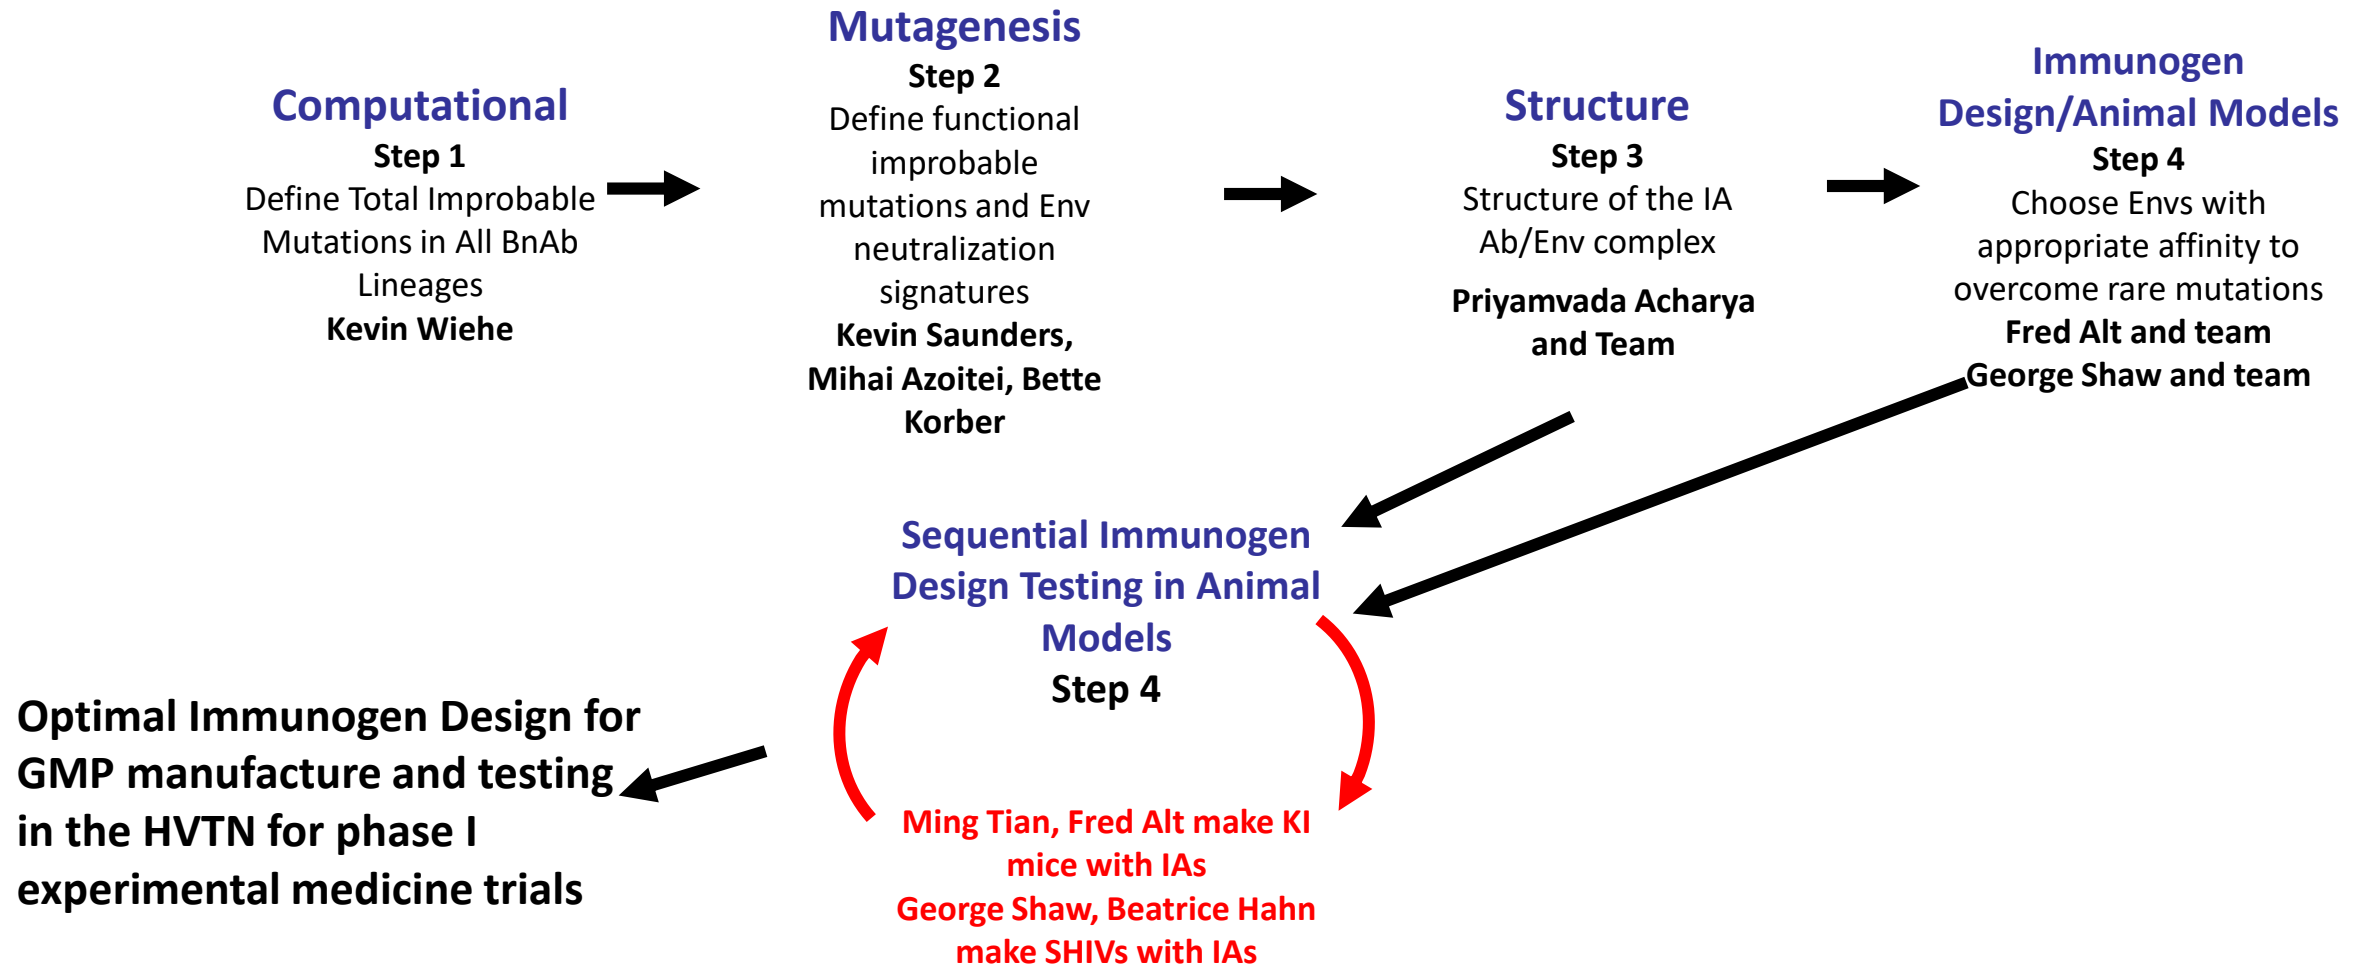 Computational
Step 1
Define Total Improbable
Mutations in All BnAb
Lineages
Kevin Wiehe
Mutagenesis
Step 2
Define functional
improbable
mutations and Env
neutralization
signatures
Kevin Saunders,
Mihai Azoitei, Bette
Korber
Structure
Step 3
Structure of the IA
Ab/Env complex
Priyamvada Acharya
and Team
Immunogen
Design/Animal Models
Step 4
Choose Envs with
appropriate affinity to
overcome rare mutations
Fred Alt and team
George Shaw and team
Sequential Immunogen
Design Testing in Animal
Models
Step 4
Ming Tian, Fred Alt make KI
mice with IAs
George Shaw, Beatrice Hahn
make SHIVs with IAs
Optimal Immunogen Design for
GMP manufacture and testing
in the HVTN for phase I
experimental medicine trials